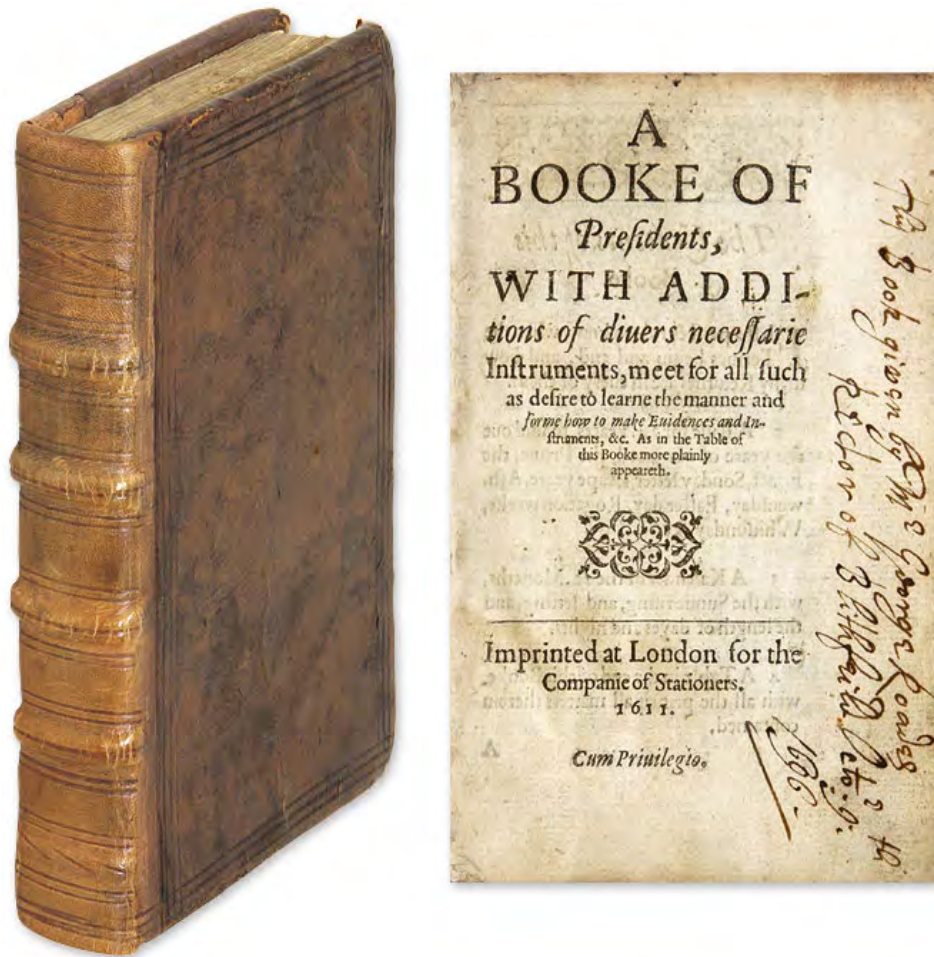 A
BOOKE OF
Preſidents,
WITH ADDI-
tions of diuers neceſſarie
Inſtruments, meet for all ſuch
as deſire to learne the manner and
forme how to make Euidences and In-
ſtruments, &c. As in the Table of
this Booke more plainly
appeareth.
Imprinted at London for the
Companie of Stationers.
1611.
Cum Priuilegio.
This Book given by Mr George
Rector of Blithfeild